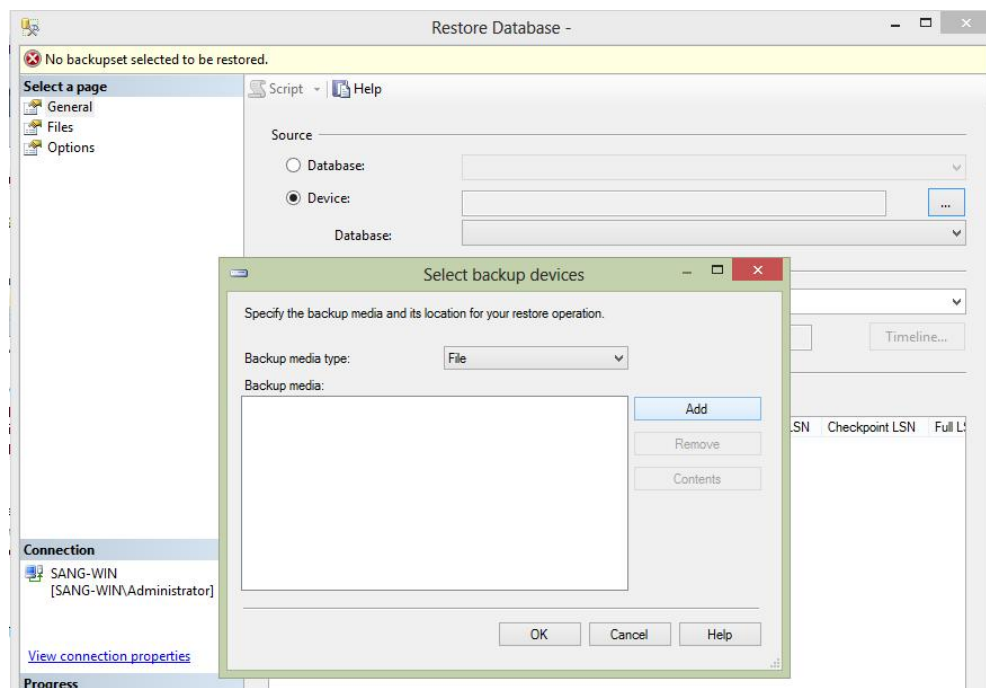 Restore Database -
No backupset selected to be restored.
Select a page
General
Files
Options
Script
Help
Source
Database:
Device:
...
Database:
Timeline...
LSN Checkpoint LSN Full LS
Select backup devices
Specify the backup media and its location for your restore operation.
Backup media type: File
Backup media:
Add
Remove
Contents
OK Cancel Help
Connection
SANG-WIN
[SANG-WIN\Administrator]
View connection properties
Progress